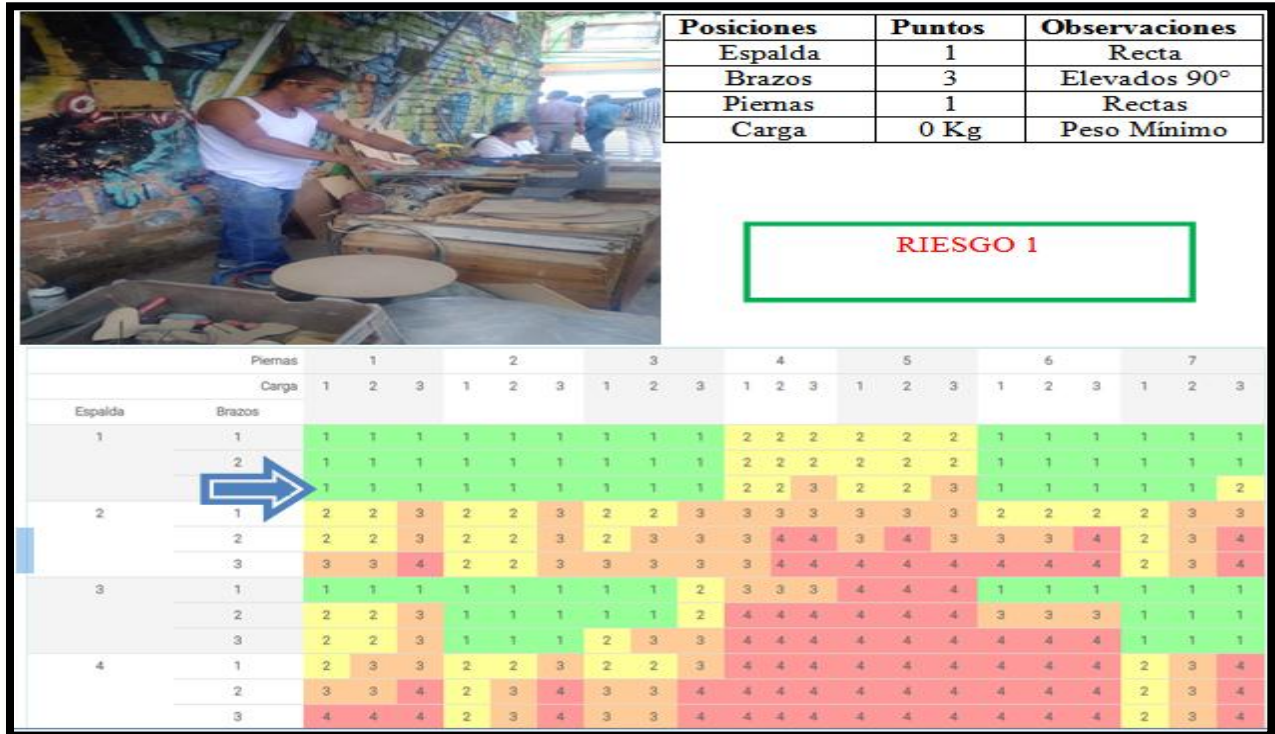 Posiciones Puntos Observaciones
Espalda 1 Recta
Brazos 3 Elevados 90°
Piernas 1 Rectas
Carga 0 Kg Peso Mínimo
RIESGO 1
Piernas 1 2 3 4 5 6 7
Carga 1 2 3 1 2 3 1 2 3 1 2 3 1 2 3 1 2 3 1 2 3
Espalda Brazos
1 1 1 1 1 1 1 1 1 1 1 2 2 2 2 2 2 1 1 1 1 1 1
2 1 1 1 1 1 1 1 1 1 2 2 2 2 2 2 1 1 1 1 1 1
1 1 1 1 1 1 1 1 1 2 2 3 2 2 3 1 1 1 1 1 2
2 1 2 2 3 2 2 3 2 2 3 3 3 3 3 3 3 2 2 2 2 3 3
2 2 2 3 2 2 3 2 3 3 3 4 4 3 4 3 3 3 4 2 3 4
3 3 3 4 2 2 3 3 3 3 3 4 4 4 4 4 4 4 4 2 3 4
3 1 1 1 1 1 1 1 1 1 2 3 3 3 4 4 4 1 1 1 1 1 1
2 2 2 3 1 1 1 1 1 2 4 4 4 4 4 4 3 3 3 1 1 1
3 2 2 3 1 1 1 2 3 3 4 4 4 4 4 4 4 4 4 1 1 1
4 1 2 3 3 2 2 3 2 2 3 4 4 4 4 4 4 4 4 4 2 3 4
2 3 3 4 2 3 4 3 3 4 4 4 4 4 4 4 4 4 4 2 3 4
3 4 4 4 2 3 4 3 3 4 4 4 4 4 4 4 4 4 4 2 3 4